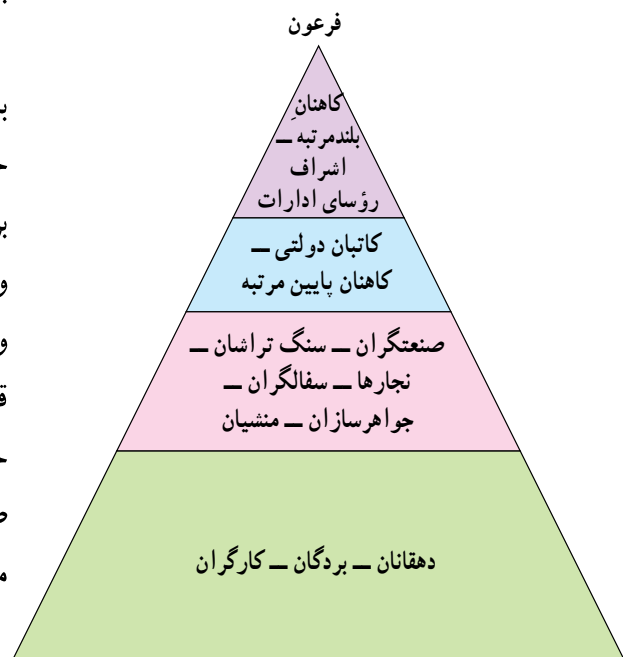 فرعون
کاهنانِ
بلندمرتبه ــ
اشراف
رؤسای ادارات
کاتبان دولتی ــ
کاهنان پایین مرتبه
صنعتگران ــ سنگ تراشان ــ
نجارها ــ سفالگران ــ
جواهرسازان ــ منشیان
دهقانان ــ بردگان ــ کارگران